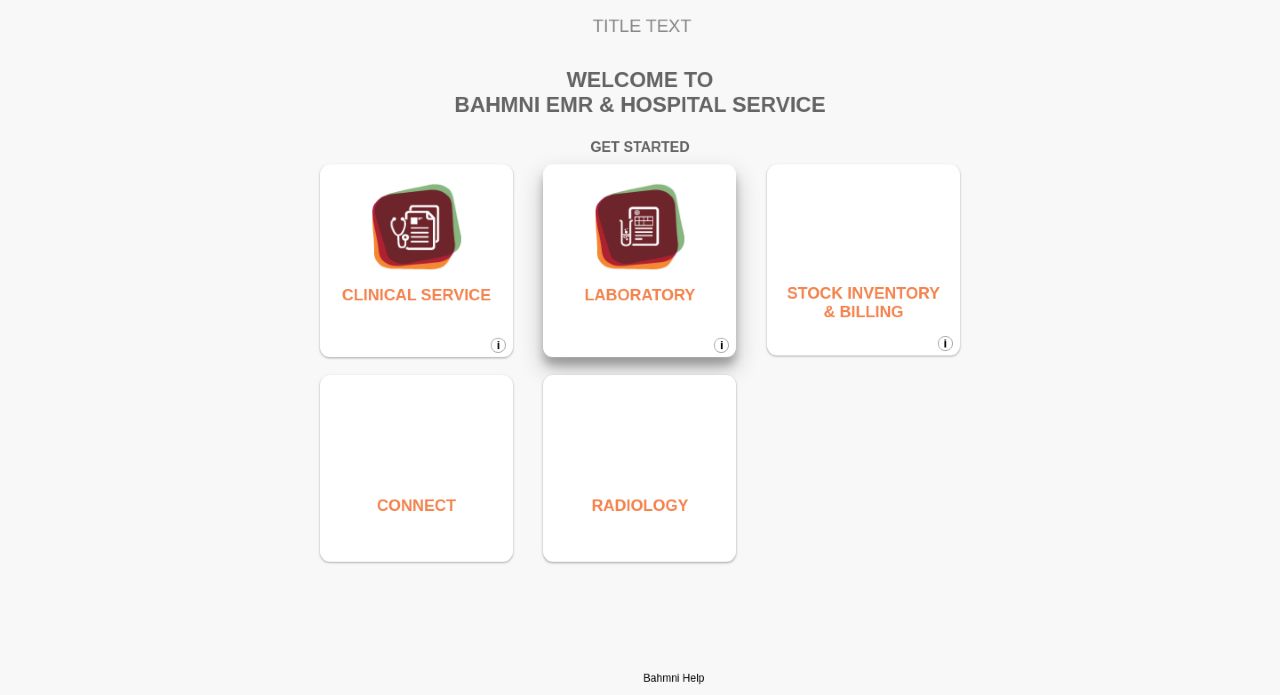 TITLE TEXT
WELCOME TO
BAHMNI EMR & HOSPITAL SERVICE
GET STARTED
CLINICAL SERVICE
i
LABORATORY
i
STOCK INVENTORY
& BILLING
i
CONNECT
RADIOLOGY
Bahmni Help